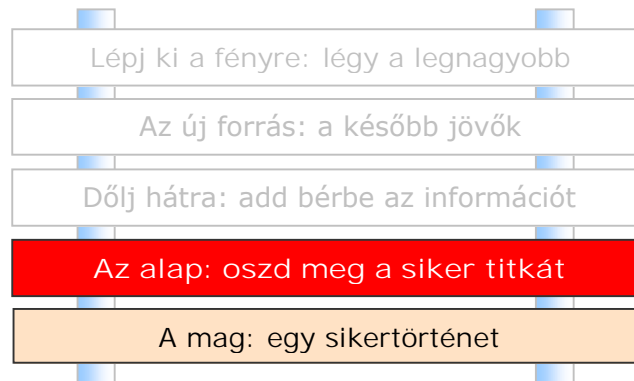 Lépj ki a fényre: légy a legnagyobb
Az új forrás: a később jövők
Dőlj hátra: add bérbe az információt
Az alap: oszd meg a siker titkát
A mag: egy sikertörténet